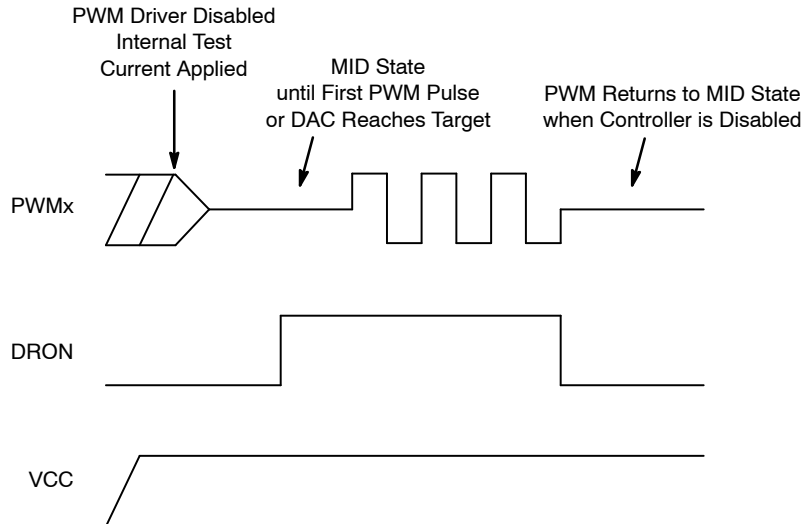 PWM Driver Disabled
Internal Test
Current Applied
MID State
until First PWM Pulse
or DAC Reaches Target
PWM Returns to MID State
when Controller is Disabled
PWMx
DRON
VCC